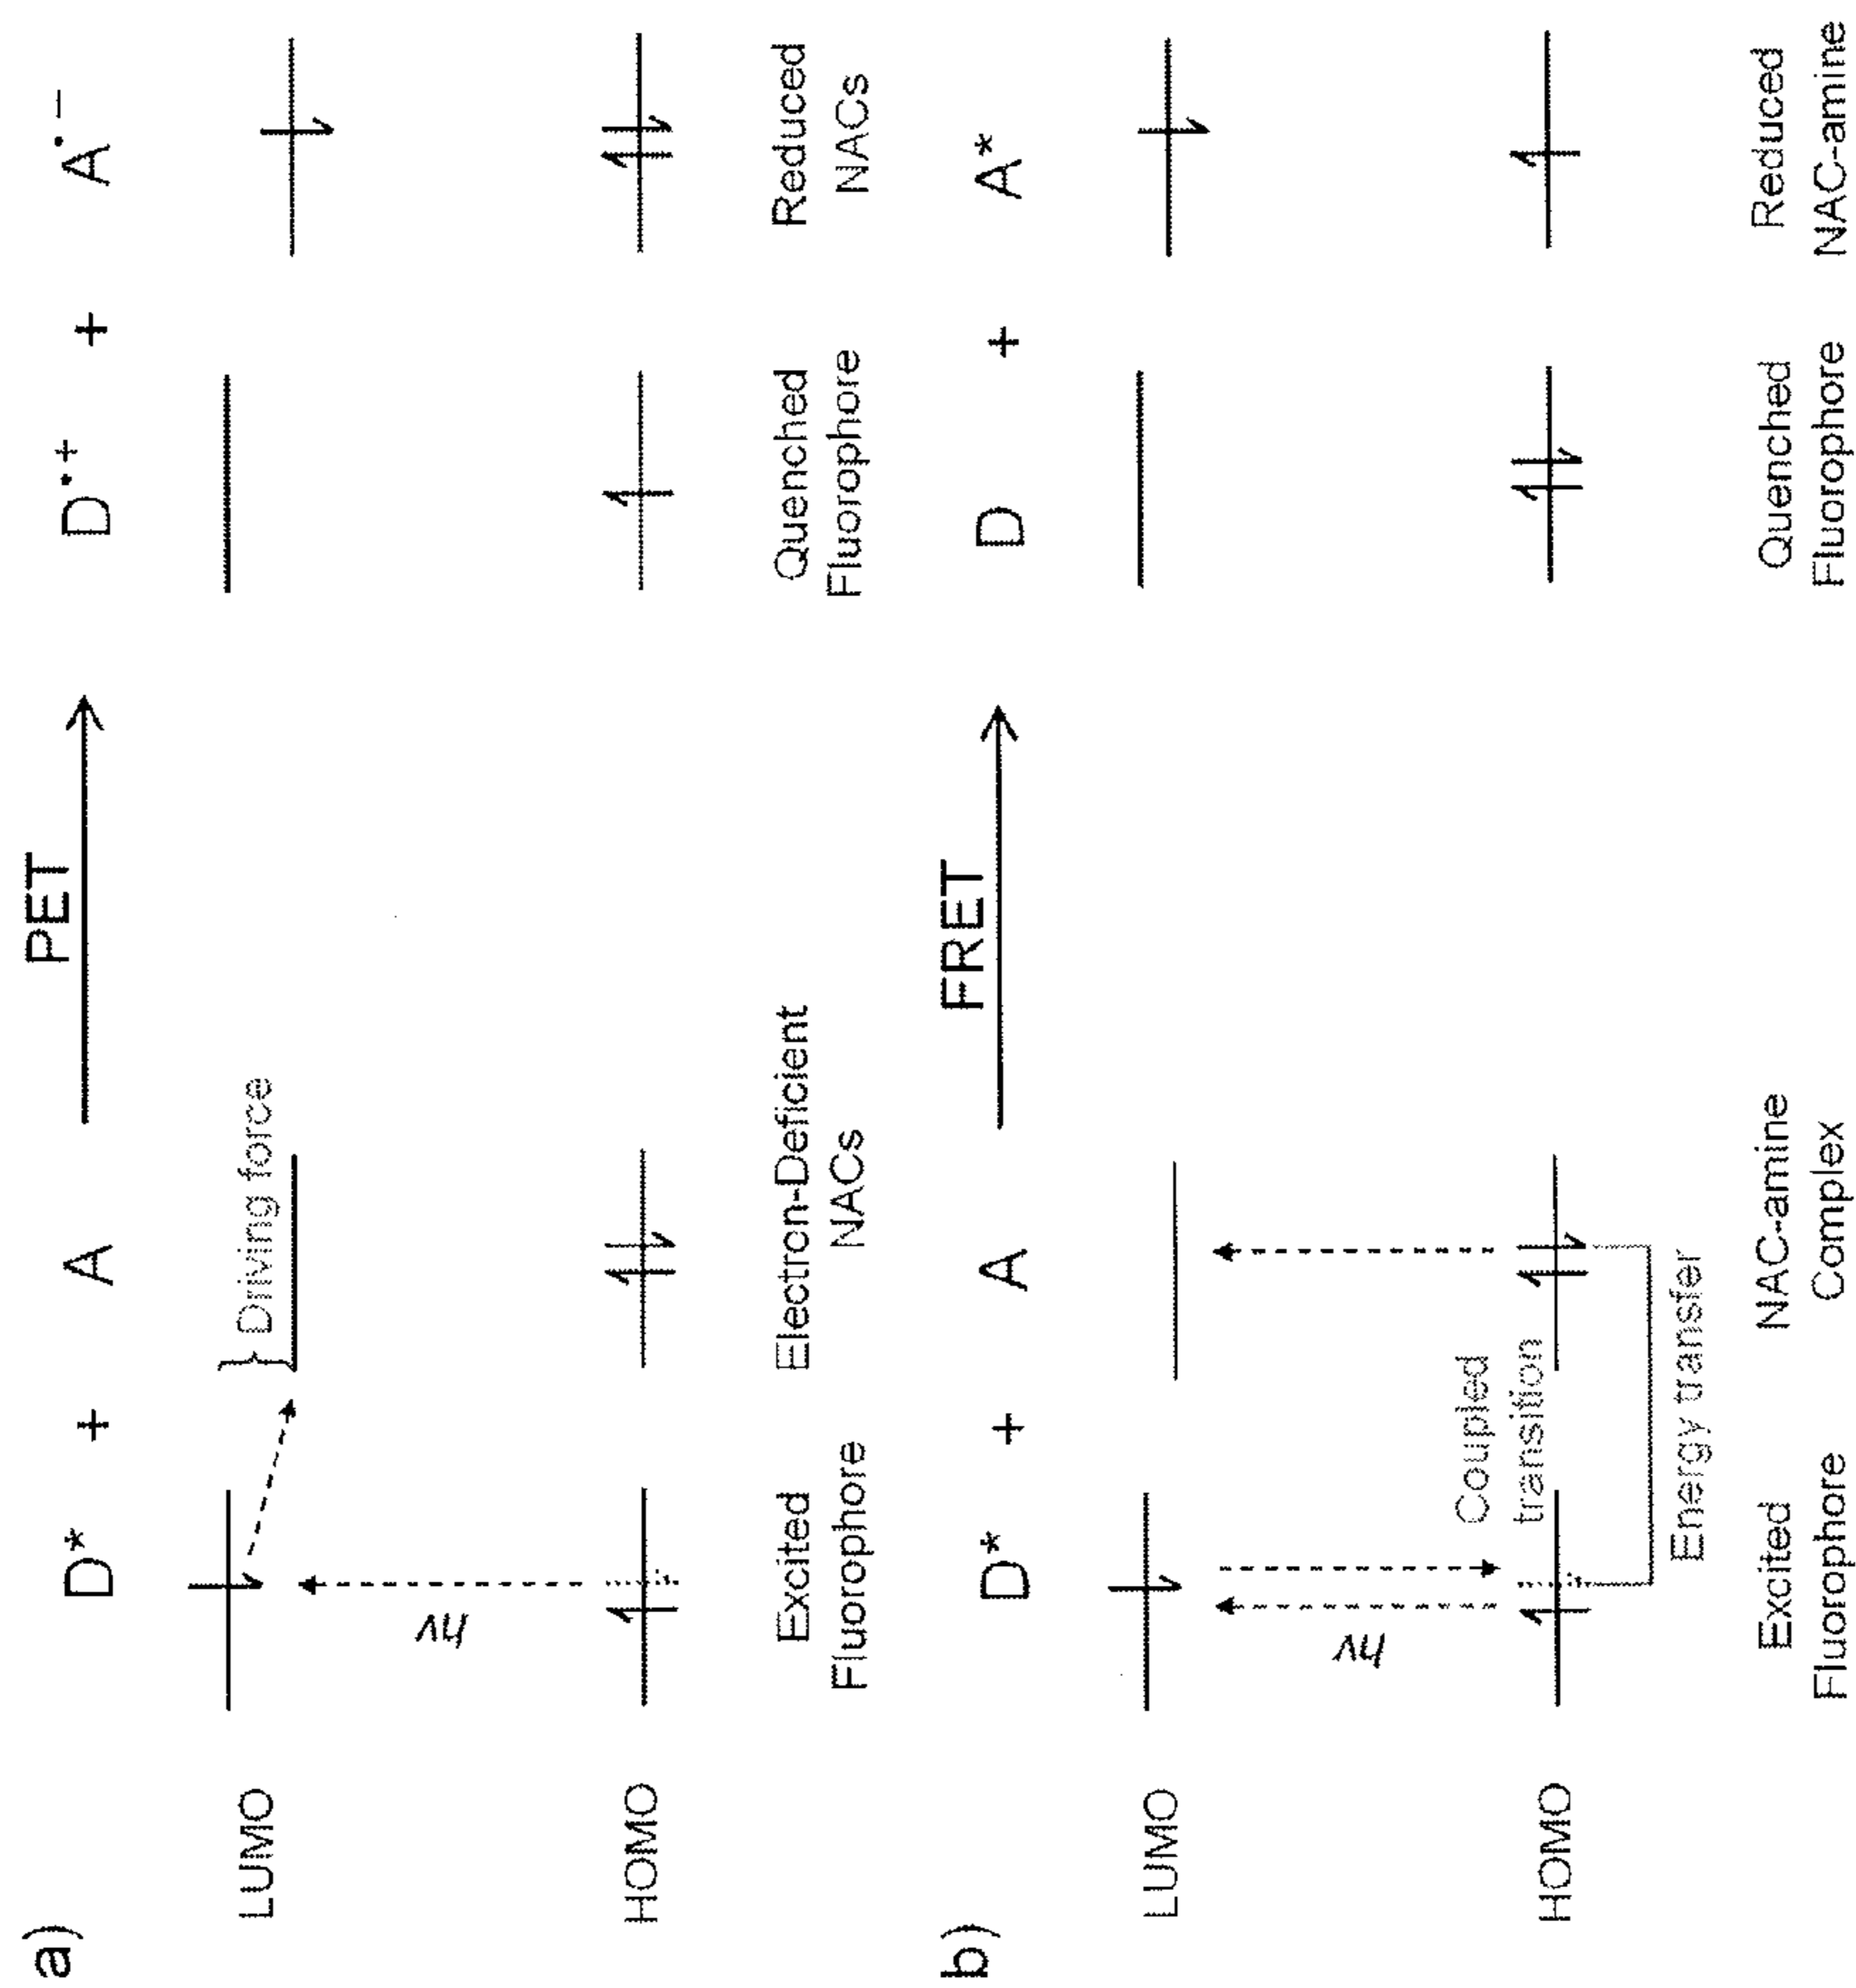 a)
D* + A
PET
D•+ + A•−
LUMO
Driving force
hν
HOMO
Excited
Fluorophore
Electron-Deficient
NACs
Quenched
Fluorophore
Reduced
NACs
b)
D* + A
FRET
D + A*
LUMO
hν
Coupled
transition
HOMO
Energy transfer
Excited
Fluorophore
NAC-amine
Complex
Quenched
Fluorophore
Reduced
NAC-amine